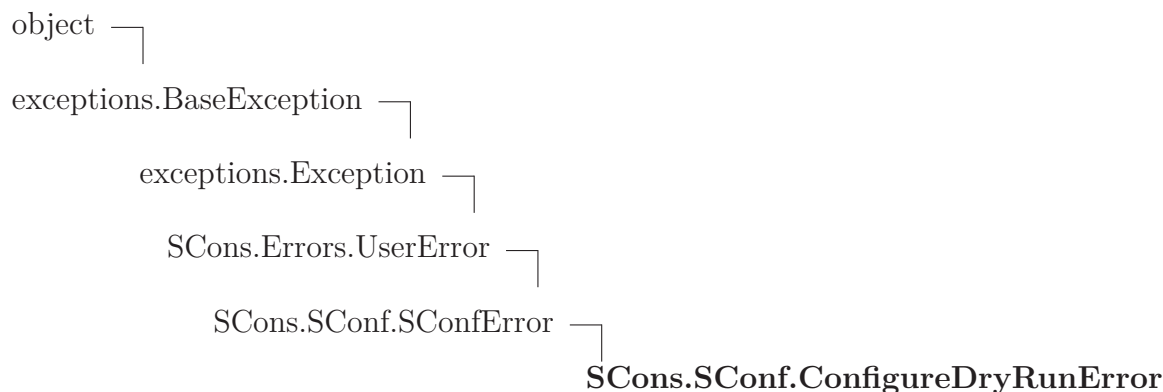 object
exceptions.BaseException
exceptions.Exception
SCons.Errors.UserError
SCons.SConf.SConfError
SCons.SConf.ConfigureDryRunError